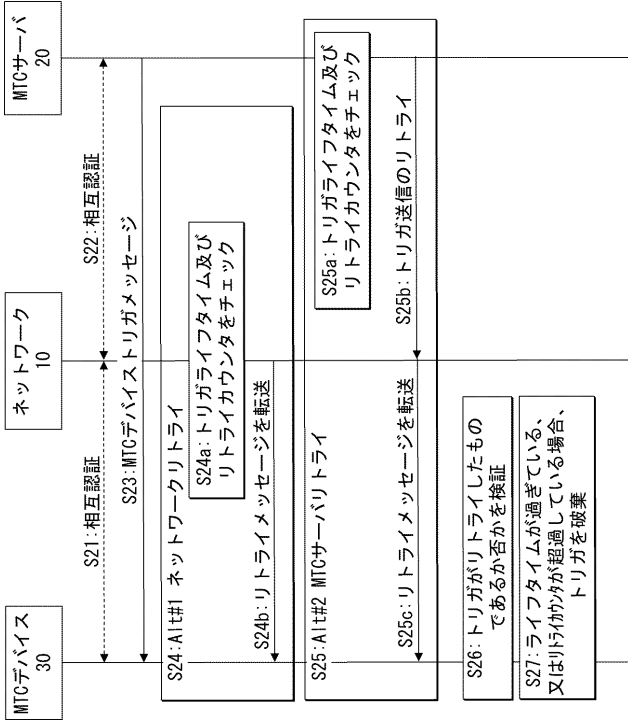 MTCデバイス
30
ネットワーク
10
MTCサーバ
20
S21:相互認証
S22:相互認証
S23:MTCデバイストリガメッセージ
S24:Alt#1 ネットワークリトライ
S24a:トリガライフタイム及び
リトライカウンタをチェック
S24b:リトライメッセージを転送
S25:Alt#2 MTCサーバリトライ
S25a:トリガライフタイム及び
リトライカウンタをチェック
S25b:トリガ送信のリトライ
S25c:リトライメッセージを転送
S26:トリガがリトライしたもの
であるか否かを検証
S27:ライフタイムが過ぎている、
又はリトライカウンタが超過している場合、
トリガを破棄